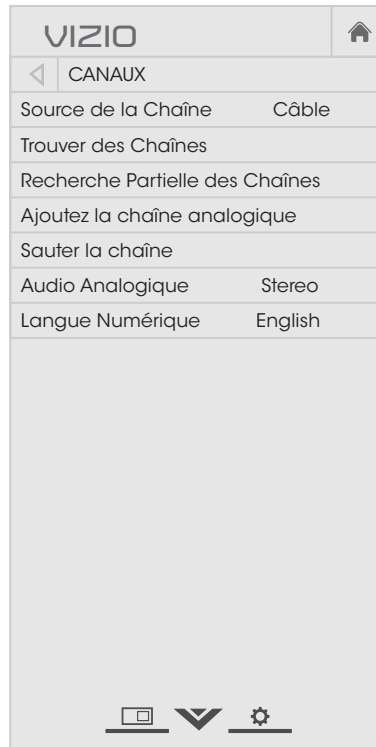 VIZIO
CANAUX
Source de la Chaîne Câble
Trouver des Chaînes
Recherche Partielle des Chaînes
Ajoutez la chaîne analogique
Sauter la chaîne
Audio Analogique Stereo
Langue Numérique English